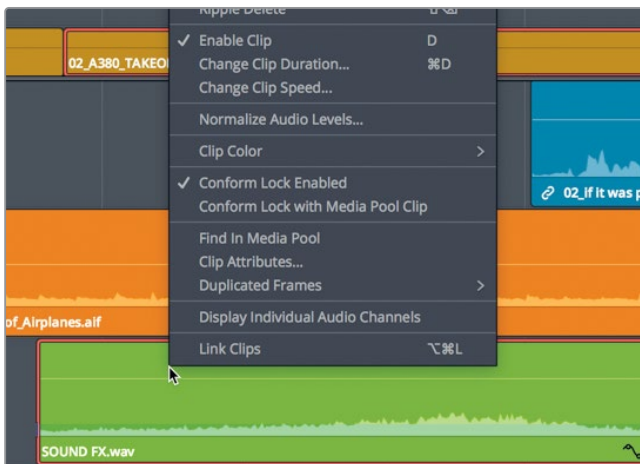 Ripple Delete
02_A380_TAKEO
✓ Enable Clip D
Change Clip Duration... ⌘D
Change Clip Speed...
Normalize Audio Levels...
Clip Color >
✓ Conform Lock Enabled
Conform Lock with Media Pool Clip
02_if it was p
Find In Media Pool
Clip Attributes...
Duplicated Frames >
of_Airplanes.aif
Display Individual Audio Channels
Link Clips ⌥⌘L
SOUND FX.wav